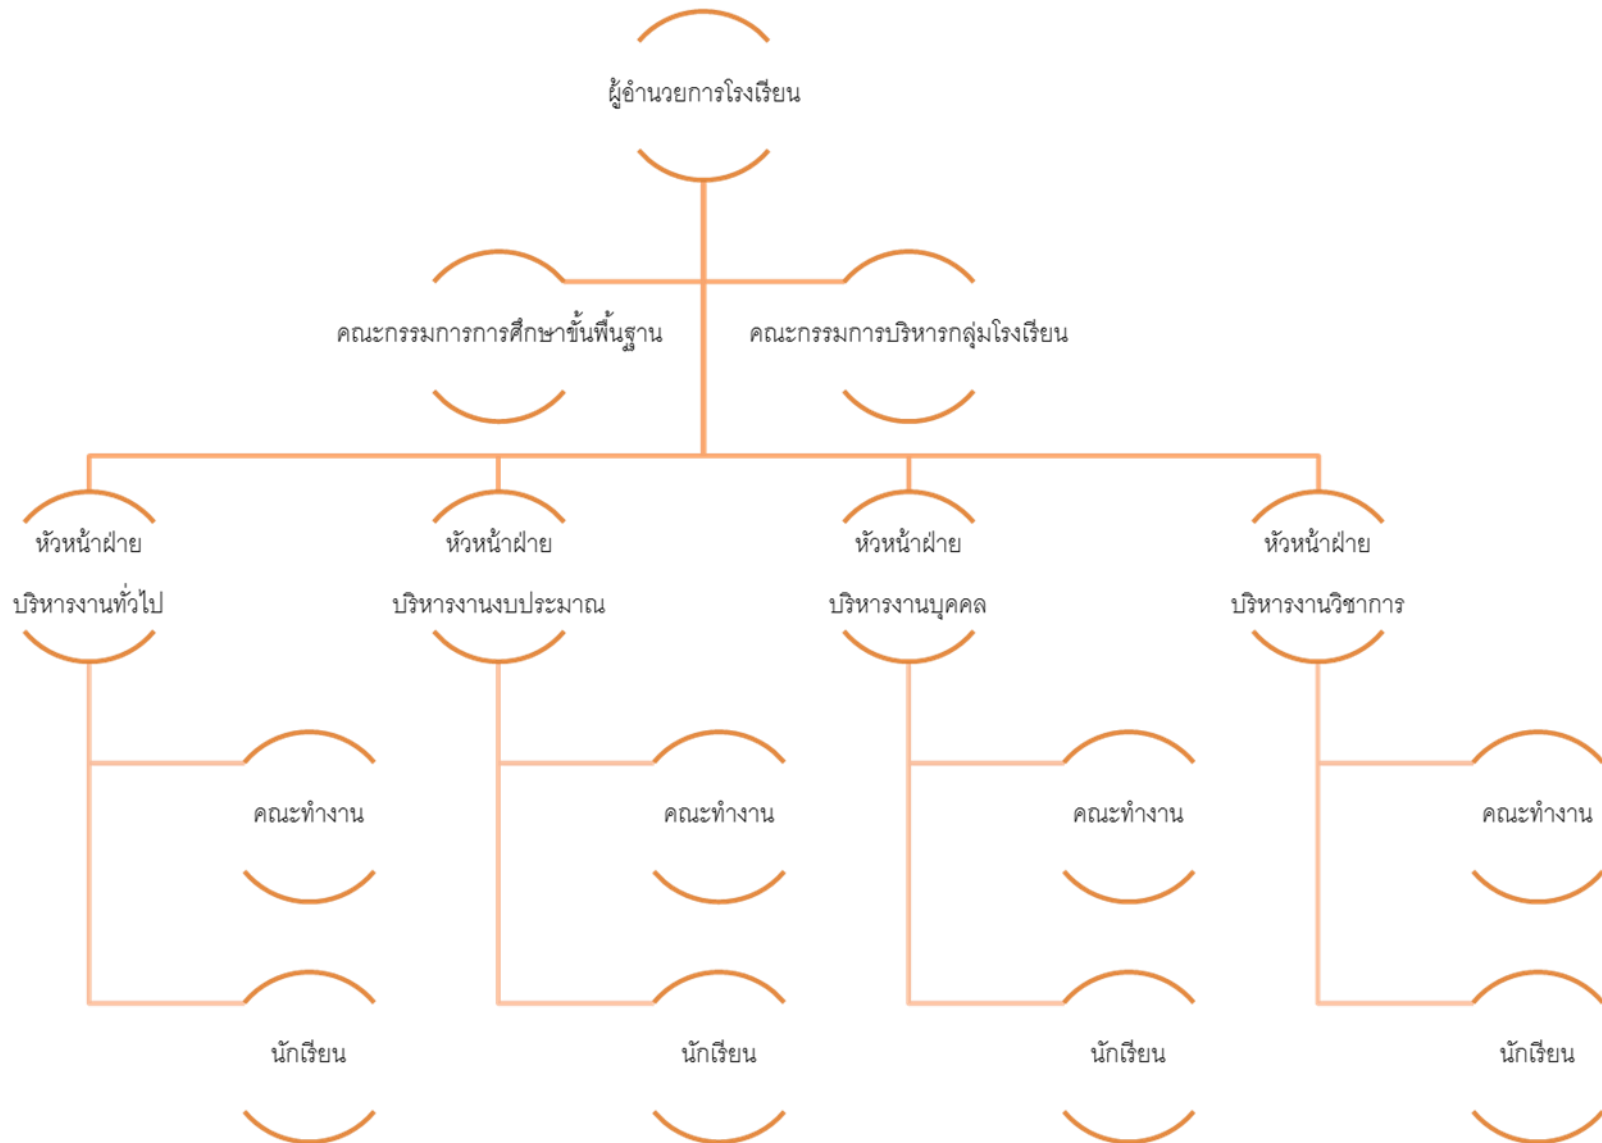 ผู้อำนวยการโรงเรียน
คณะกรรมการการศึกษาขั้นพื้นฐาน
คณะกรรมการบริหารกลุ่มโรงเรียน
หัวหน้าฝ่าย
บริหารงานทั่วไป
หัวหน้าฝ่าย
บริหารงานงบประมาณ
หัวหน้าฝ่าย
บริหารงานบุคคล
หัวหน้าฝ่าย
บริหารงานวิชาการ
คณะทำงาน
คณะทำงาน
คณะทำงาน
คณะทำงาน
นักเรียน
นักเรียน
นักเรียน
นักเรียน